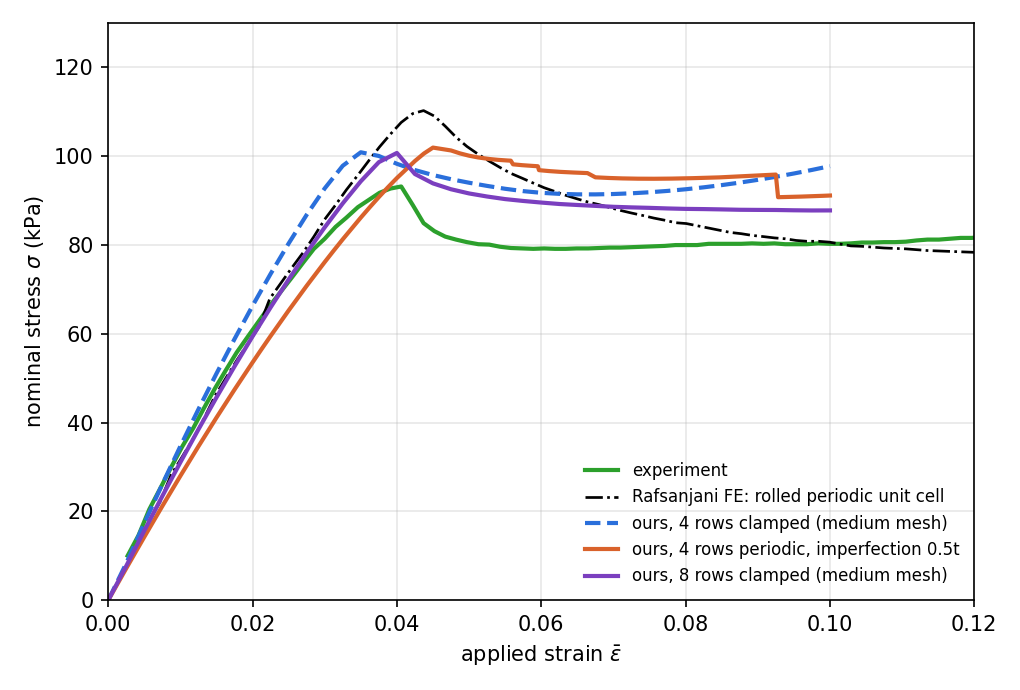 120
100
80
60
40
20
0
nominal stress σ (kPa)
experiment
Rafsanjani FE: rolled periodic unit cell
ours, 4 rows clamped (medium mesh)
ours, 4 rows periodic, imperfection 0.5t
ours, 8 rows clamped (medium mesh)
0.00 0.02 0.04 0.06 0.08 0.10 0.12
applied strain ε̄